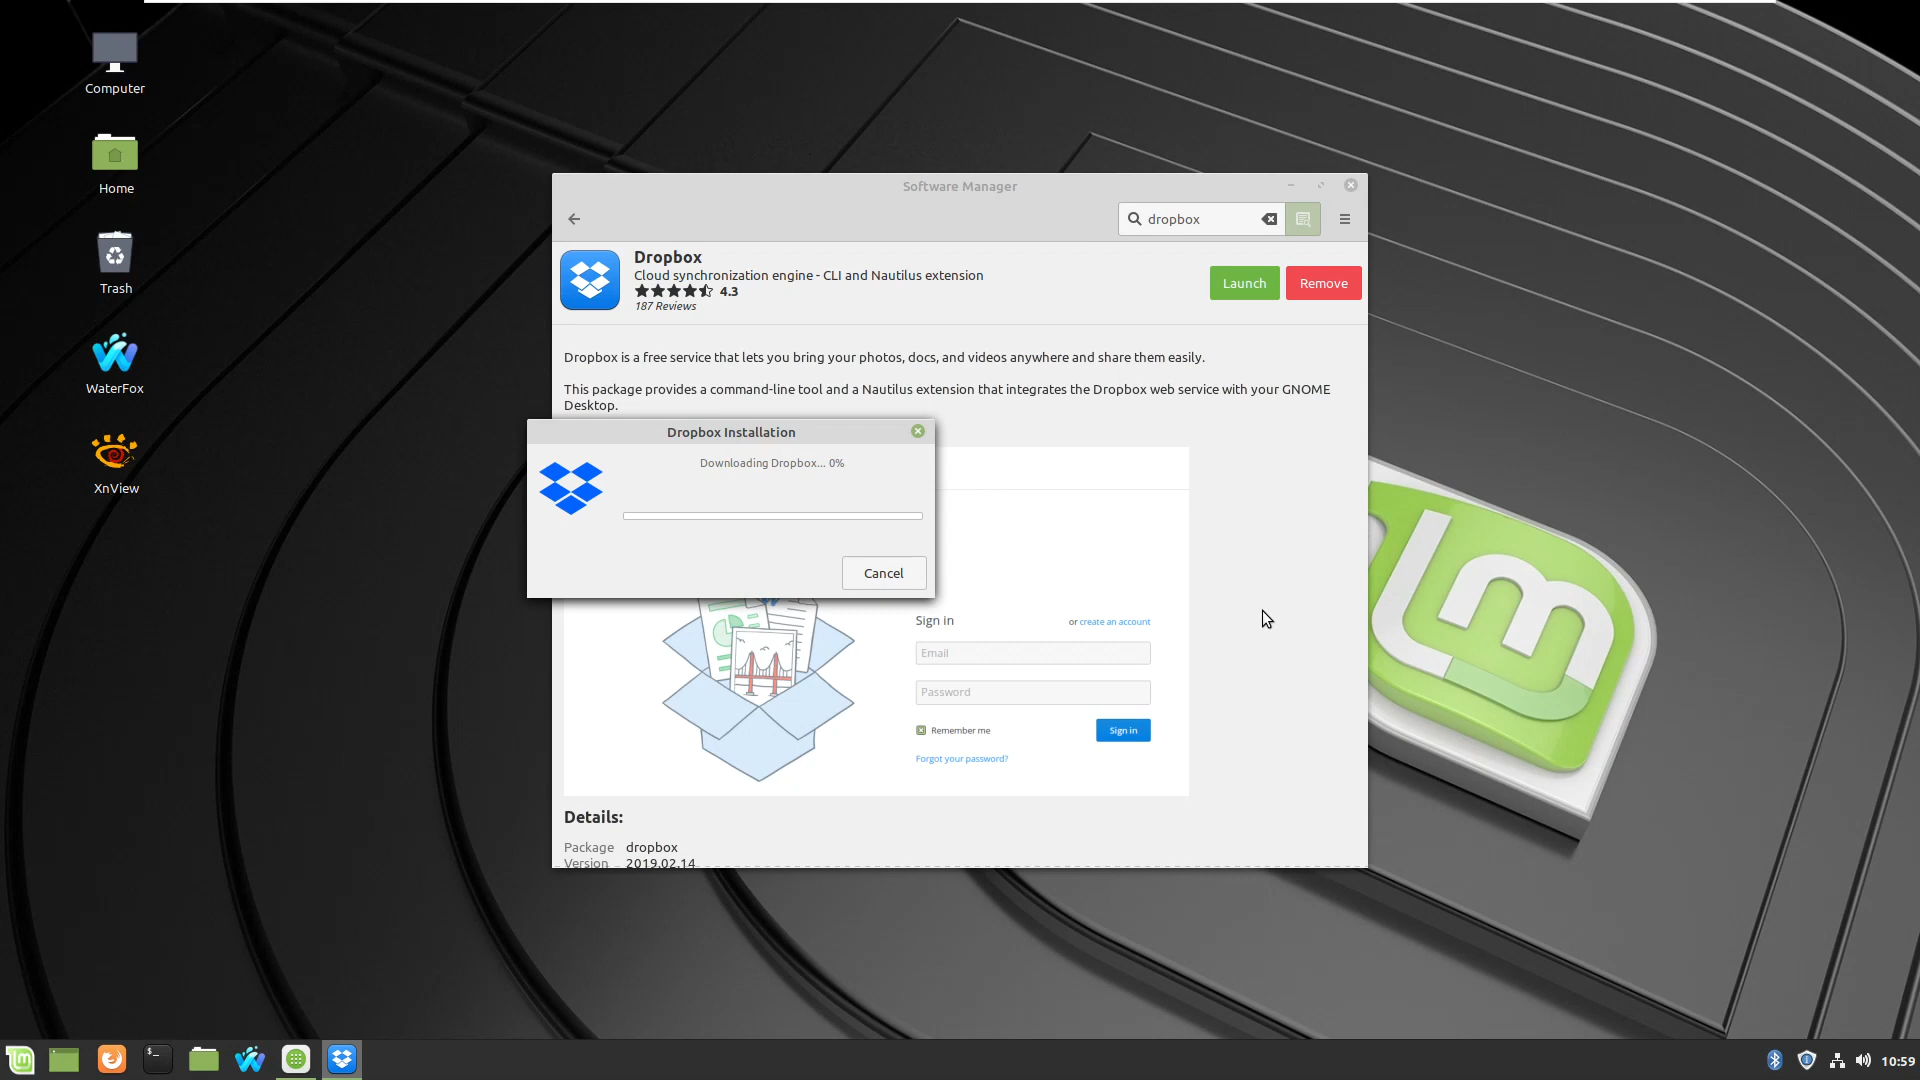 Computer
Home
Trash
WaterFox
XnView
Software Manager
dropbox
Dropbox
Cloud synchronization engine - CLI and Nautilus extension
4.3
187 Reviews
Launch
Remove
Dropbox is a free service that lets you bring your photos, docs, and videos anywhere and share them easily.
This package provides a command-line tool and a Nautilus extension that integrates the Dropbox web service with your GNOME
Desktop.
Dropbox Installation
Downloading Dropbox... 0%
Cancel
Sign in
or create an account
Email
Password
Remember me
Sign in
Forgot your password?
Details:
Package dropbox
Version 2019.02.14
10:59